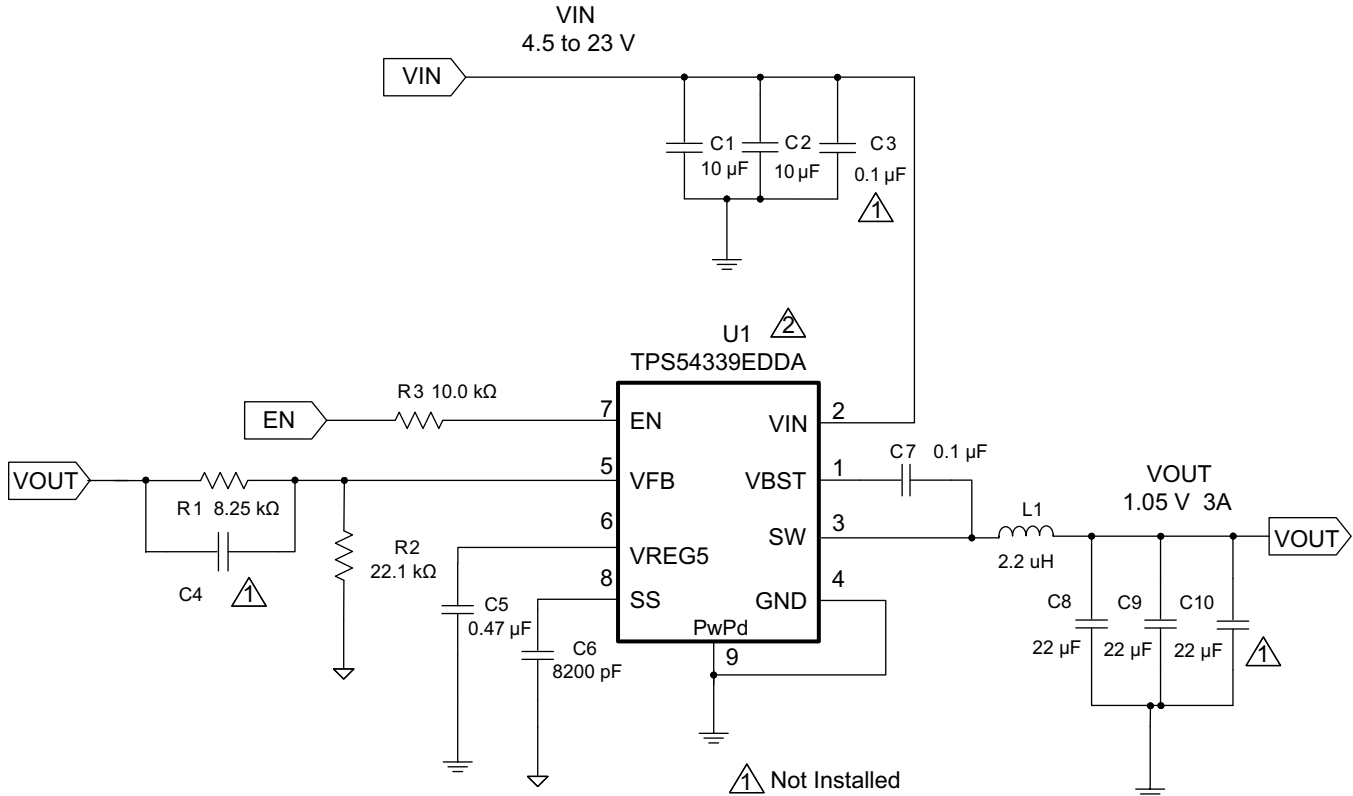 VIN
4.5 to 23 V
VIN
C1
10 µF
C2
10 µF
C3
0.1 µF
1
U1
2
TPS54339EDDA
EN
R3 10.0 kΩ
7
EN
VIN
2
VOUT
R1 8.25 kΩ
C4
1
R2
22.1 kΩ
5
VFB
VBST
1
C7
0.1 µF
6
VREG5
SW
3
8
SS
GND
4
PwPd
9
C5
0.47 µF
C6
8200 pF
L1
2.2 uH
VOUT
1.05 V 3A
VOUT
C8
22 µF
C9
22 µF
C10
22 µF
1
1 Not Installed